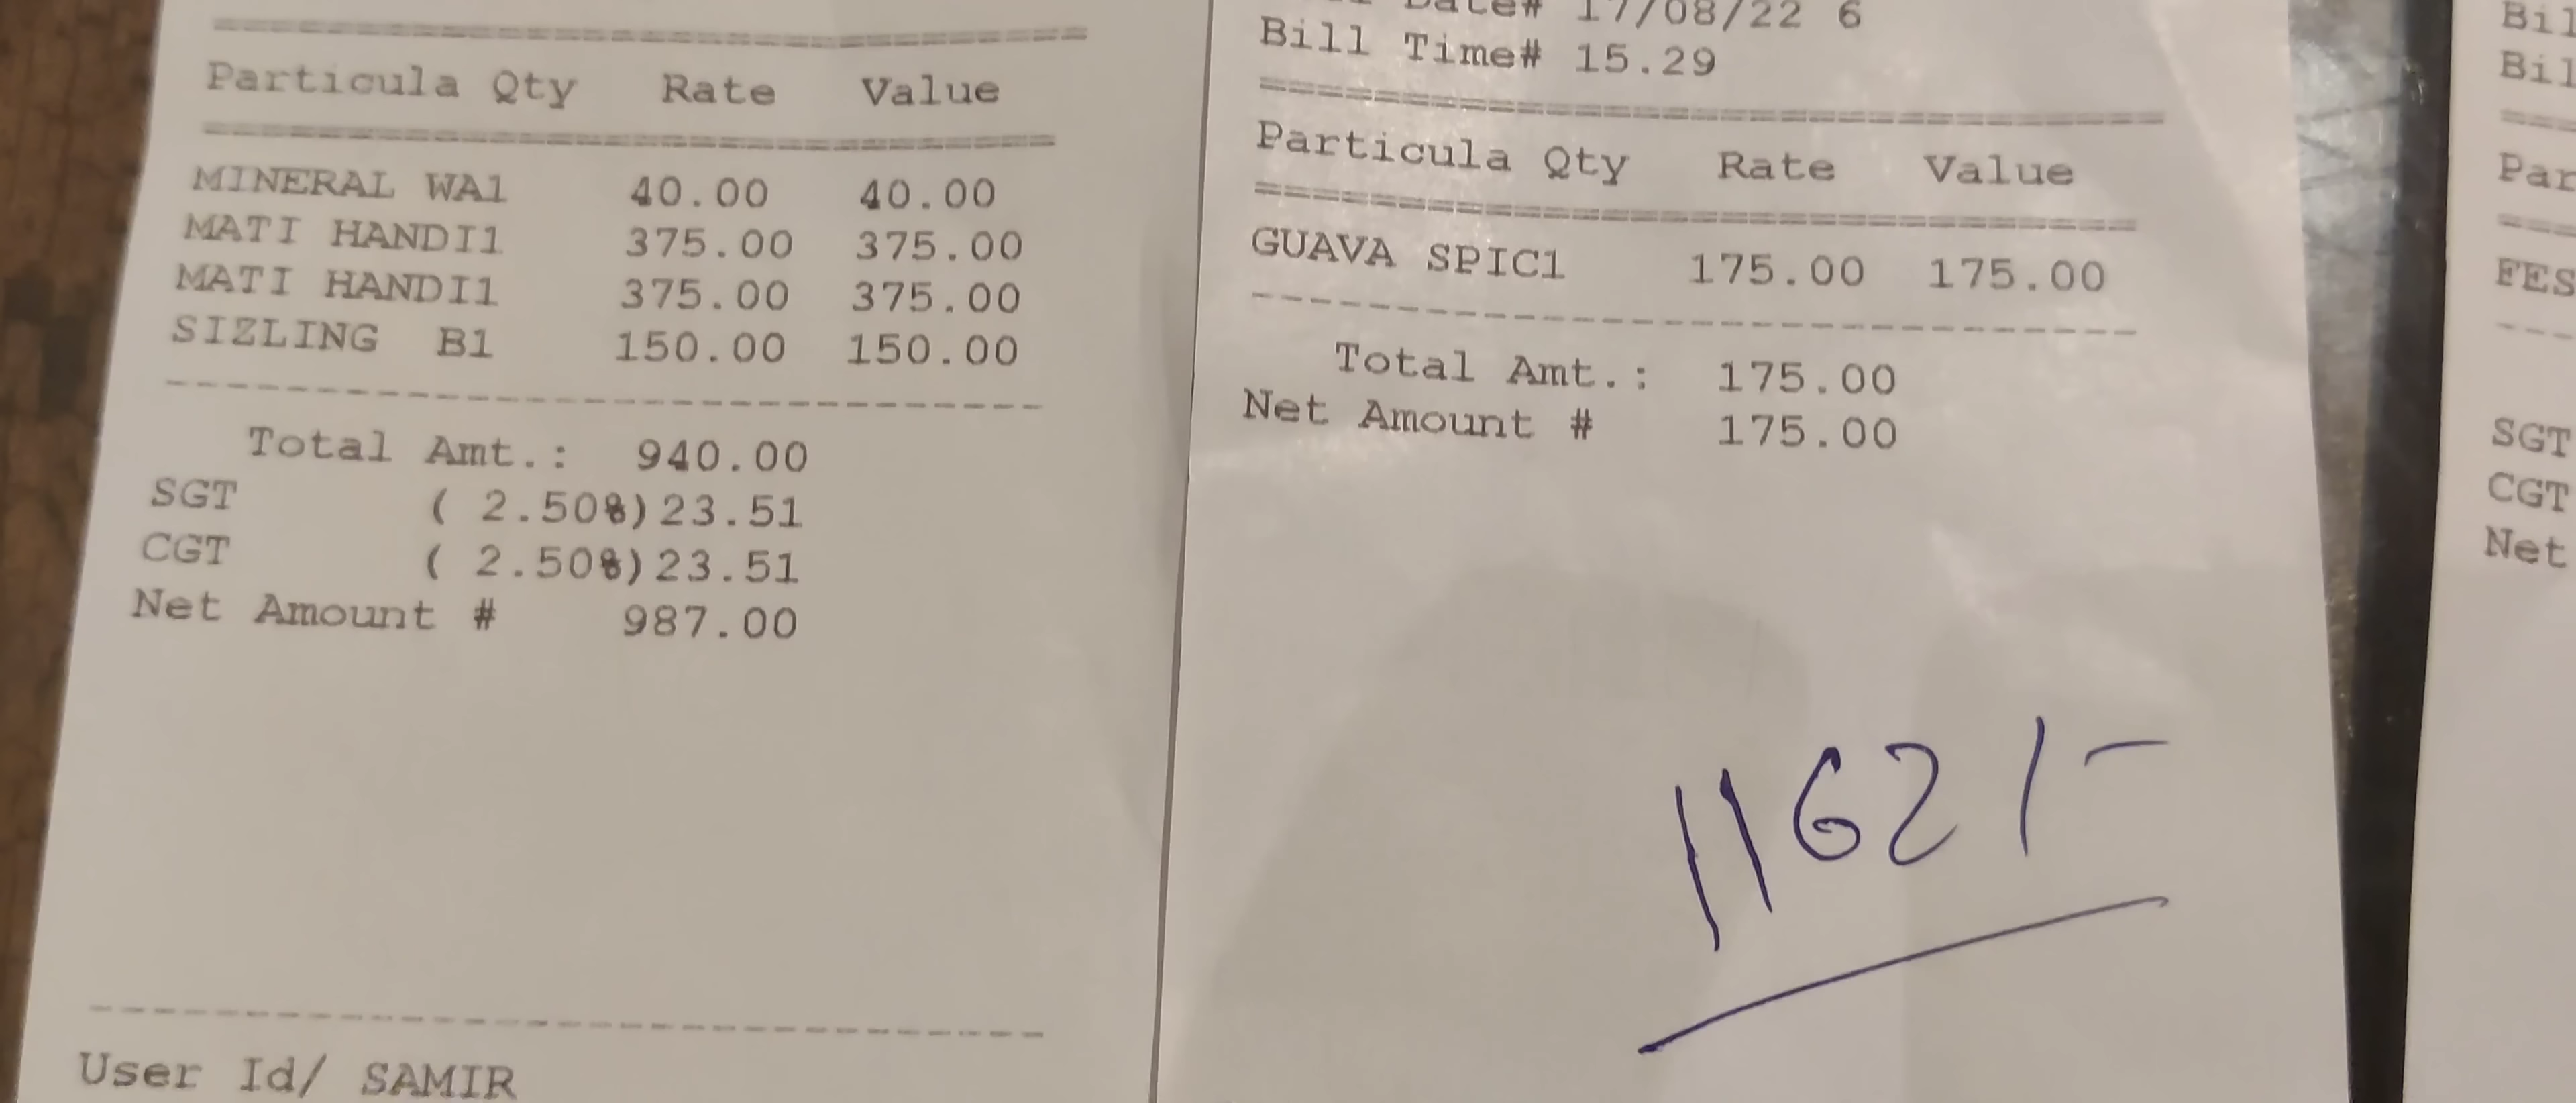 Particula Qty Rate Value
MINERAL WA1 40.00 40.00
MATI HANDI1 375.00 375.00
MATI HANDI1 375.00 375.00
SIZLING B1 150.00 150.00
Total Amt.: 940.00
SGT ( 2.50%)23.51
CGT ( 2.50%)23.51
Net Amount # 987.00
User Id/ SAMIR
Date# 17/08/22 6
Bill Time# 15.29
Particula Qty Rate Value
GUAVA SPIC1 175.00 175.00
Total Amt.: 175.00
Net Amount # 175.00
1162/-
Bil
Bil
Par
FES
SGT
CGT
Net